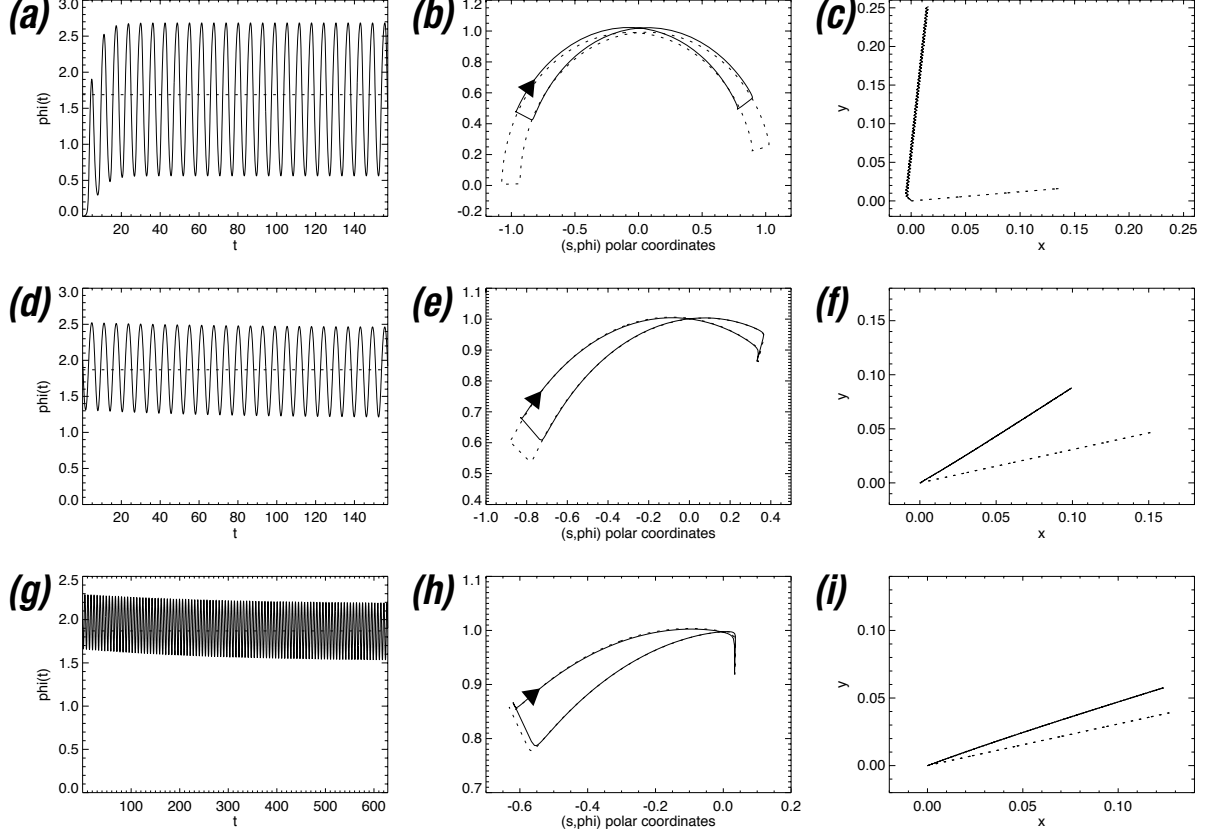 (a)
3.0
2.5
2.0
1.5
1.0
0.5
0.0
phi(t)
20 40 60 80 100 120 140
t
(b)
1.2
1.0
0.8
0.6
0.4
0.2
0.0
-0.2
-1.0 -0.5 0.0 0.5 1.0
(s,phi) polar coordinates
(c)
0.25
0.20
0.15
0.10
0.05
0.00
y
0.00 0.05 0.10 0.15 0.20 0.25
x
(d)
3.0
2.5
2.0
1.5
1.0
0.5
0.0
phi(t)
20 40 60 80 100 120 140
t
(e)
1.1
1.0
0.9
0.8
0.7
0.6
0.5
0.4
-1.0 -0.8 -0.6 -0.4 -0.2 0.0 0.2 0.4
(s,phi) polar coordinates
(f)
0.15
0.10
0.05
0.00
y
0.00 0.05 0.10 0.15
x
(g)
2.5
2.0
1.5
1.0
0.5
0.0
phi(t)
100 200 300 400 500 600
t
(h)
1.1
1.0
0.9
0.8
0.7
-0.6 -0.4 -0.2 0.0 0.2
(s,phi) polar coordinates
(i)
0.10
0.05
0.00
y
0.00 0.05 0.10
x